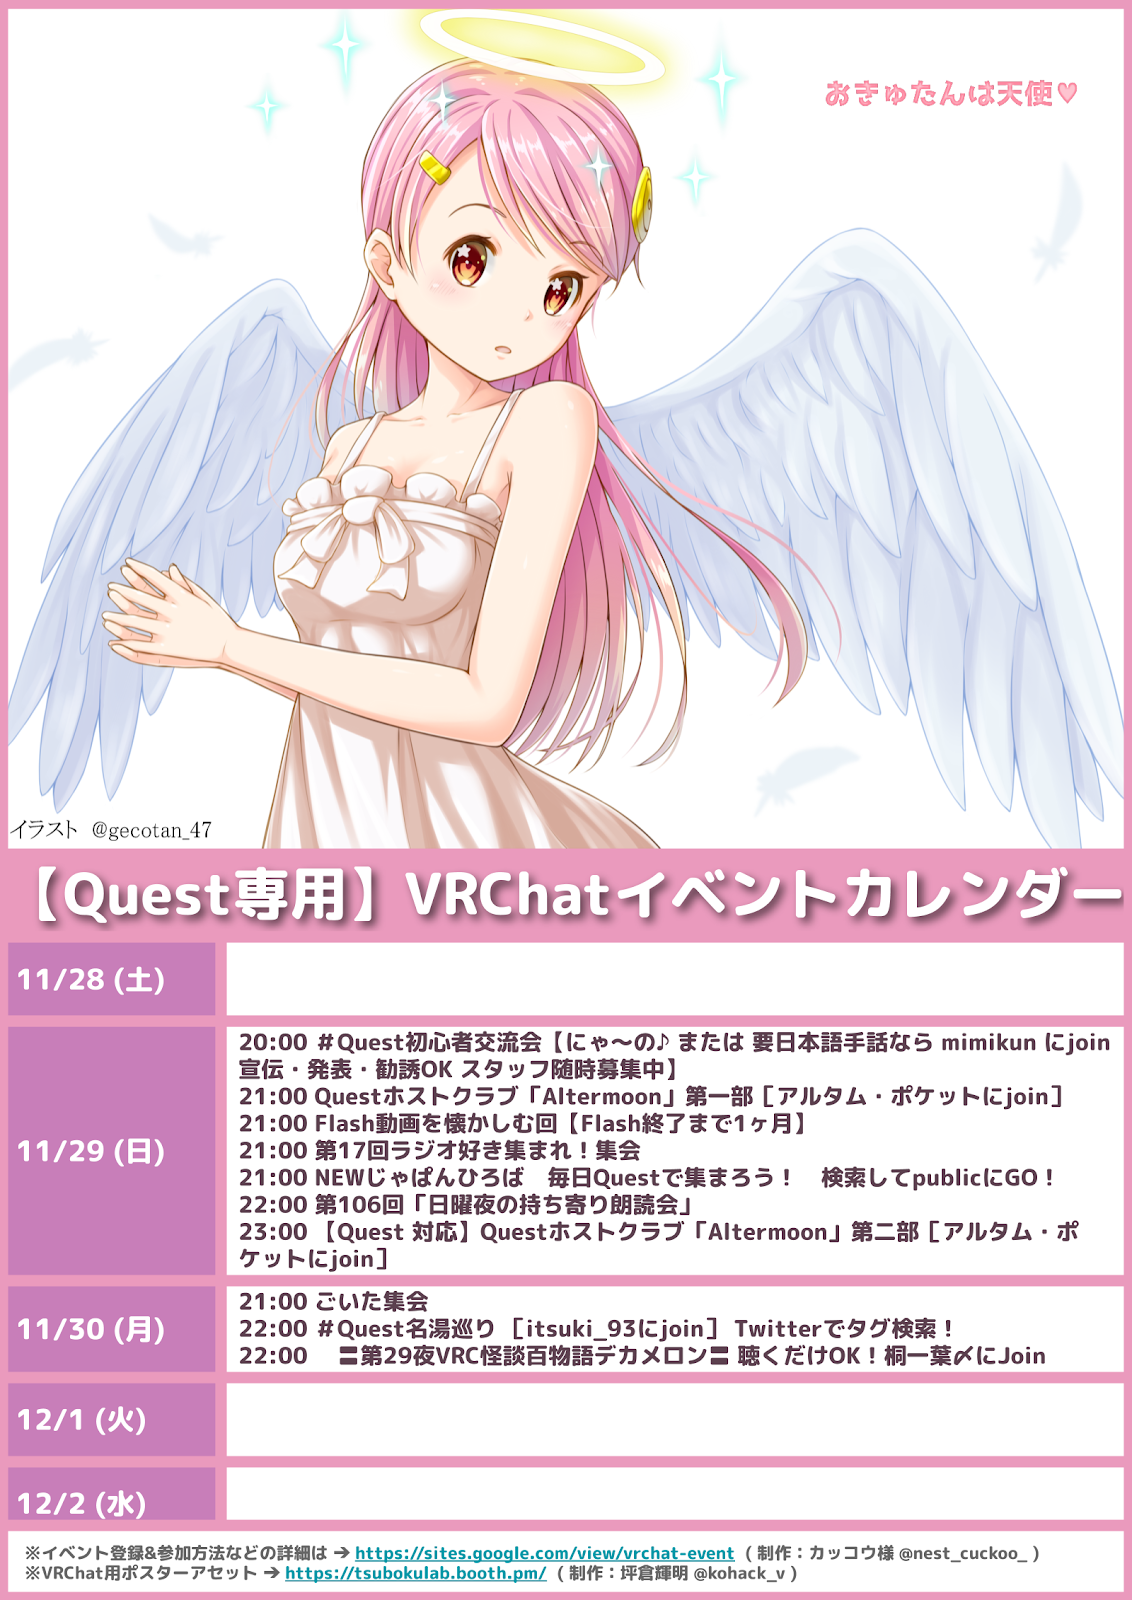 おきゅたんは天使♡
イラスト @gecotan_47
【Quest専用】VRChatイベントカレンダー
11/28 (土)
11/29 (日)
20:00 #Quest初心者交流会【にゃ～の♪ または 要日本語手話なら mimikun にjoin
宣伝・発表・勧誘OK スタッフ随時募集中】
21:00 Questホストクラブ「AItermoon」第一部［アルタム・ポケットにjoin］
21:00 Flash動画を懐かしむ回【Flash終了まで1ヶ月】
21:00 第17回ラジオ好き集まれ！集会
21:00 NEWじゃぱんひろば　毎日Questで集まろう！　検索してpublicにGO！
22:00 第106回「日曜夜の持ち寄り朗読会」
23:00 【Quest 対応】Questホストクラブ「AItermoon」第二部［アルタム・ポ
ケットにjoin］
11/30 (月)
21:00 ごいた集会
22:00 #Quest名湯巡り ［itsuki_93にjoin］ Twitterでタグ検索！
22:00 　〓第29夜VRC怪談百物語デカメロン〓 聴くだけOK！桐一葉〆にJoin
12/1 (火)
12/2 (水)
※イベント登録&参加方法などの詳細は → https://sites.google.com/view/vrchat-event ( 制作：カッコウ様 @nest_cuckoo_ )
※VRChat用ポスターアセット → https://tsubokulab.booth.pm/ ( 制作：坪倉輝明 @kohack_v )